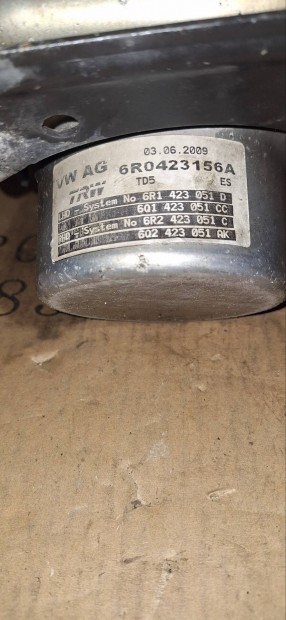 03.06.2009
VW AG 6R0423156A
TRW TD5 ES
LHD - System No 6R1 423 051 D
6Q1 423 051 CC
RHD - System No 6R2 423 051 C
6Q2 423 051 AK